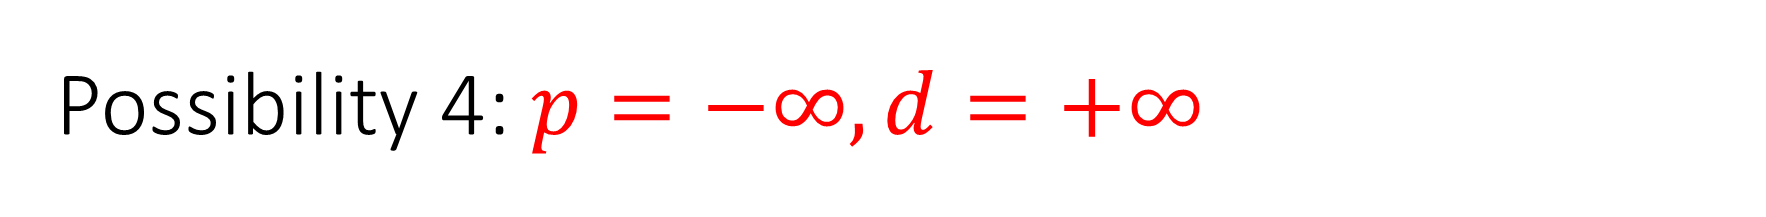 Possibility 4: p = −∞, d = +∞